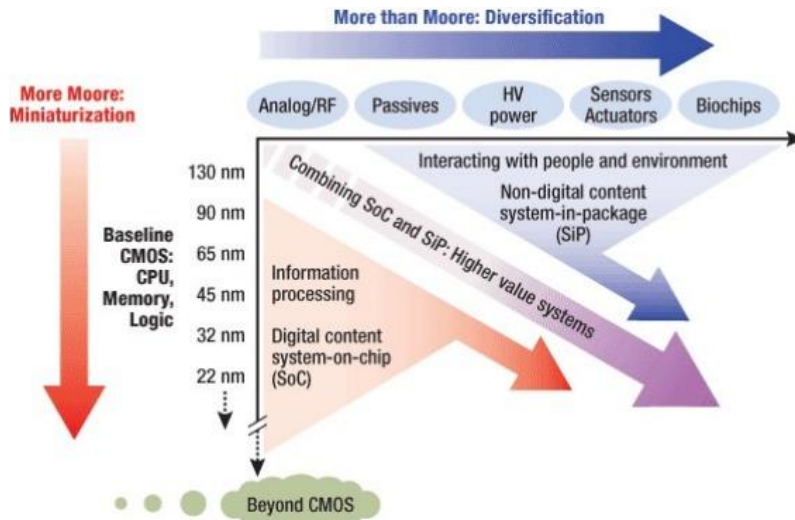 More than Moore: Diversification
More Moore:
Miniaturization
Analog/RF
Passives
HV
power
Sensors
Actuators
Biochips
130 nm
90 nm
65 nm
45 nm
32 nm
22 nm
Baseline
CMOS:
CPU,
Memory,
Logic
Interacting with people and environment
Non-digital content
system-in-package
(SiP)
Combining SoC and SiP: Higher value systems
Information
processing
Digital content
system-on-chip
(SoC)
Beyond CMOS